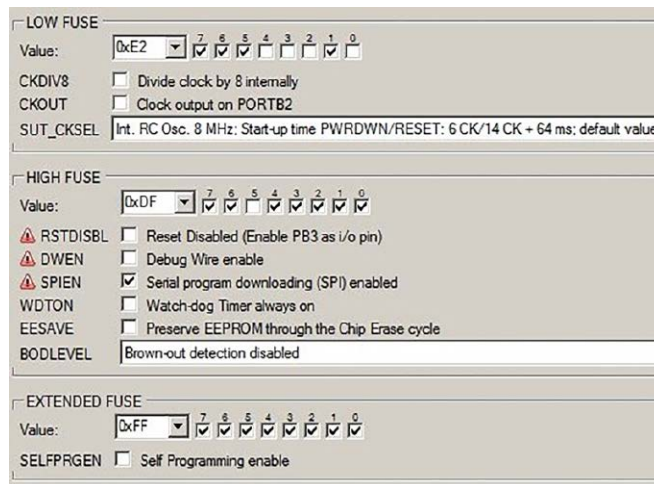 LOW FUSE
Value: 0xE2 7 6 5 4 3 2 1 0
CKDIV8 Divide clock by 8 internally
CKOUT Clock output on PORTB2
SUT_CKSEL Int. RC Osc. 8 MHz; Start-up time PWRDWN/RESET: 6 CK/14 CK + 64 ms; default value
HIGH FUSE
Value: 0xDF 7 6 5 4 3 2 1 0
RSTDISBL Reset Disabled (Enable PB3 as i/o pin)
DWEN Debug Wire enable
SPIEN Serial program downloading (SPI) enabled
WDTON Watch-dog Timer always on
EESAVE Preserve EEPROM through the Chip Erase cycle
BODLEVEL Brown-out detection disabled
EXTENDED FUSE
Value: 0xFF 7 6 5 4 3 2 1 0
SELFPRGEN Self Programming enable